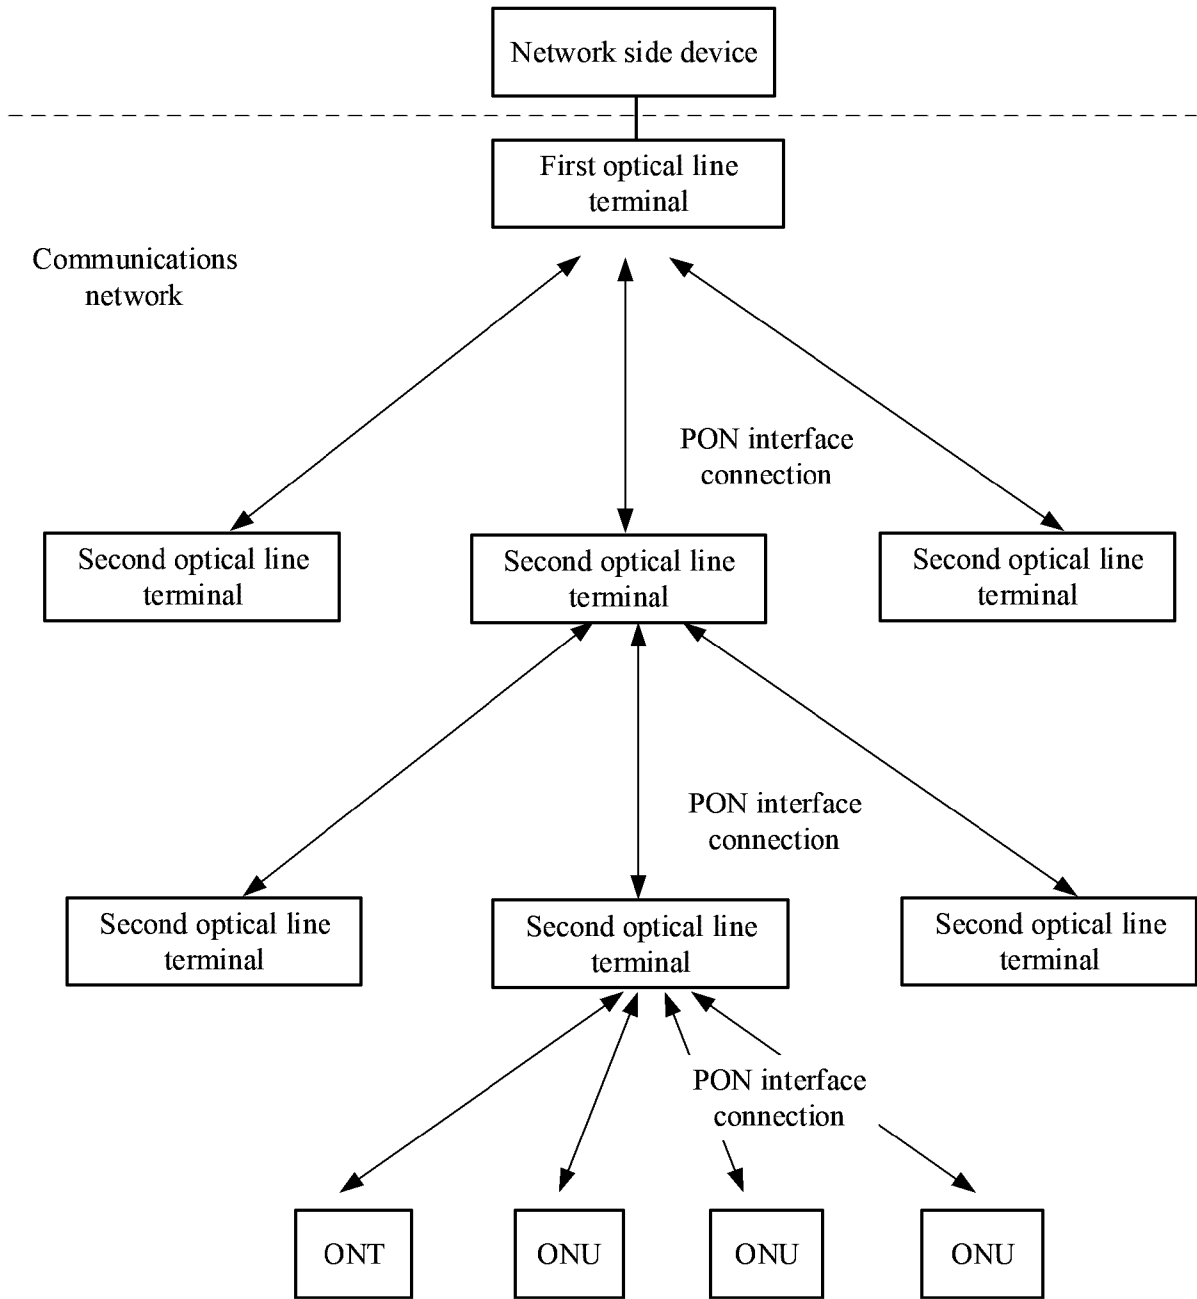 Network side device
First optical line
terminal
Communications
network
PON interface
connection
Second optical line
terminal
Second optical line
terminal
Second optical line
terminal
PON interface
connection
Second optical line
terminal
Second optical line
terminal
Second optical line
terminal
PON interface
connection
ONT
ONU
ONU
ONU